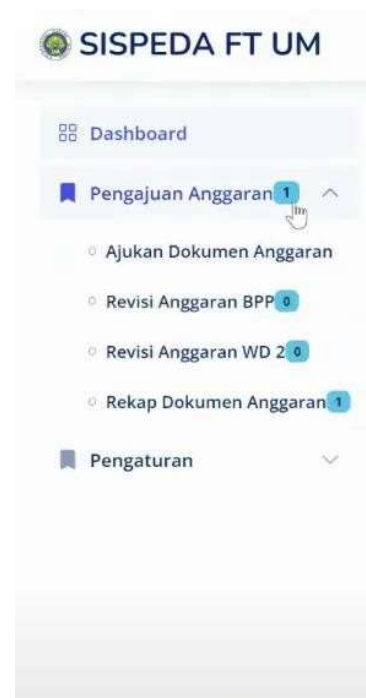 SISPEDA FT UM
Dashboard
Pengajuan Anggaran 1
Ajukan Dokumen Anggaran
Revisi Anggaran BPP 0
Revisi Anggaran WD 2 0
Rekap Dokumen Anggaran 1
Pengaturan